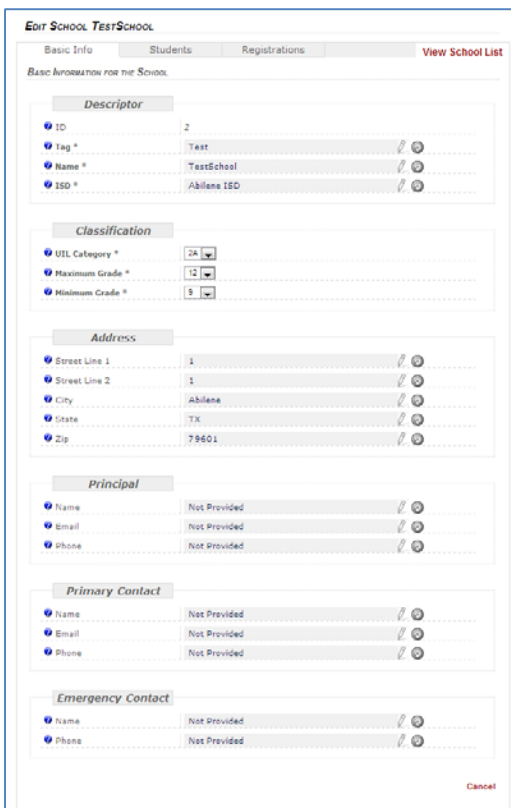 EDIT SCHOOL TESTSCHOOL
Basic Info Students Registrations View School List
BASIC INFORMATION FOR THE SCHOOL
Descriptor
ID 2
Tag * Test
Name * TestSchool
ISD * Abilene ISD
Classification
UIL Category * 2A
Maximum Grade * 12
Minimum Grade * 9
Address
Street Line 1 1
Street Line 2 1
City Abilene
State TX
Zip 79601
Principal
Name Not Provided
Email Not Provided
Phone Not Provided
Primary Contact
Name Not Provided
Email Not Provided
Phone Not Provided
Emergency Contact
Name Not Provided
Phone Not Provided
Cancel